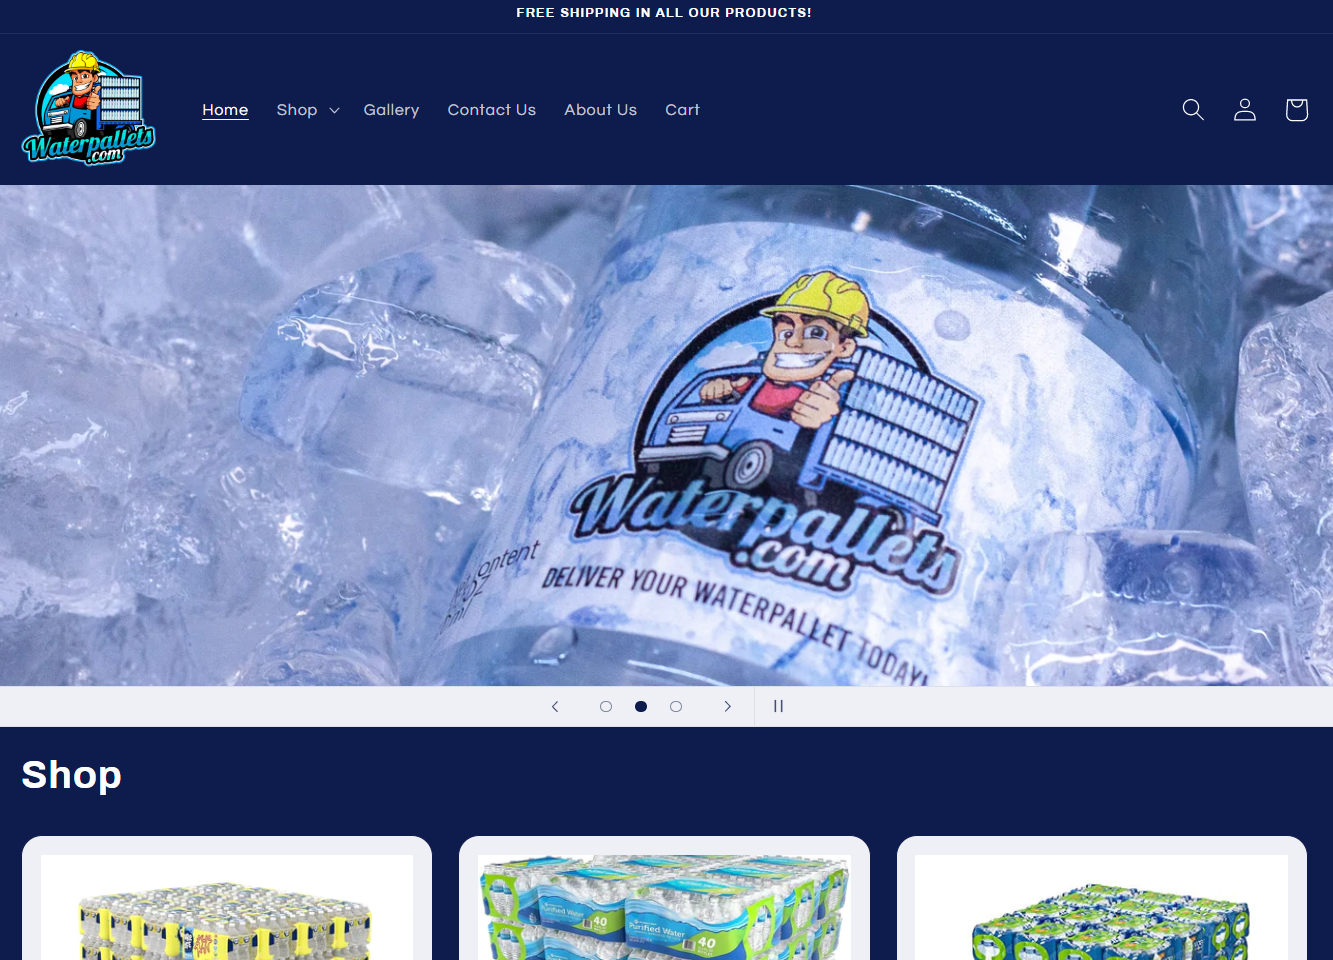 FREE SHIPPING IN ALL OUR PRODUCTS!
Waterpallets
.com
Home
Shop
Gallery
Contact Us
About Us
Cart
Waterpallets
.com
ontent
DELIVER YOUR WATERPALLET TODAY!
Shop
Purified Water
40
Purified Water
40